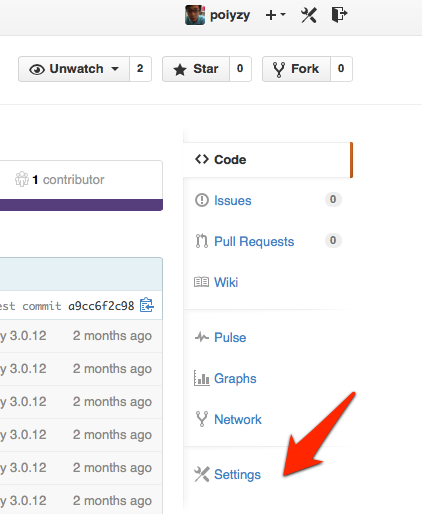 poiyzy
Unwatch 2 Star 0 Fork 0
Code
1 contributor
Issues 0
Pull Requests 0
Wiki
est commit a9cc6f2c98
y 3.0.12 2 months ago
Pulse
y 3.0.12 2 months ago
Graphs
y 3.0.12 2 months ago
Network
y 3.0.12 2 months ago
y 3.0.12 2 months ago
Settings
y 3.0.12 2 months ago